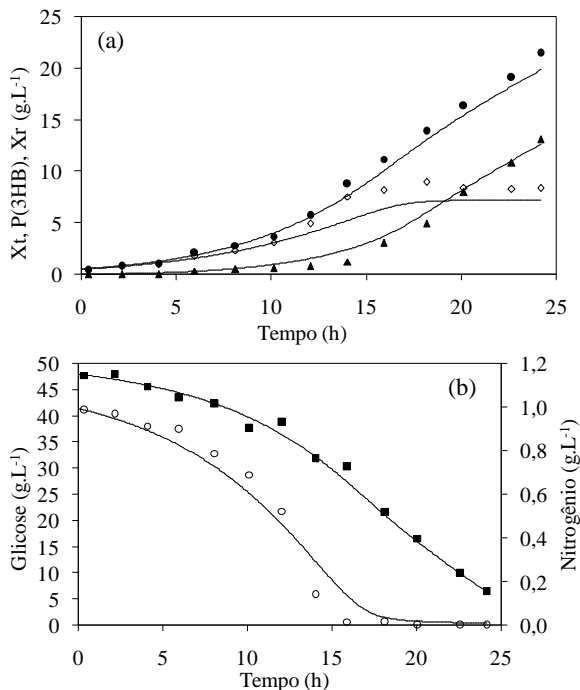 (a)
Xt, P(3HB), Xr (g.L-1)
25
20
15
10
5
0
0 5 10 15 20 25
Tempo (h)
(b)
Glicose (g.L-1)
50
45
40
35
30
25
20
15
10
5
0
1,2
1,0
0,8
0,6
0,4
0,2
0,0
Nitrogênio (g.L-1)
0 5 10 15 20 25
Tempo (h)